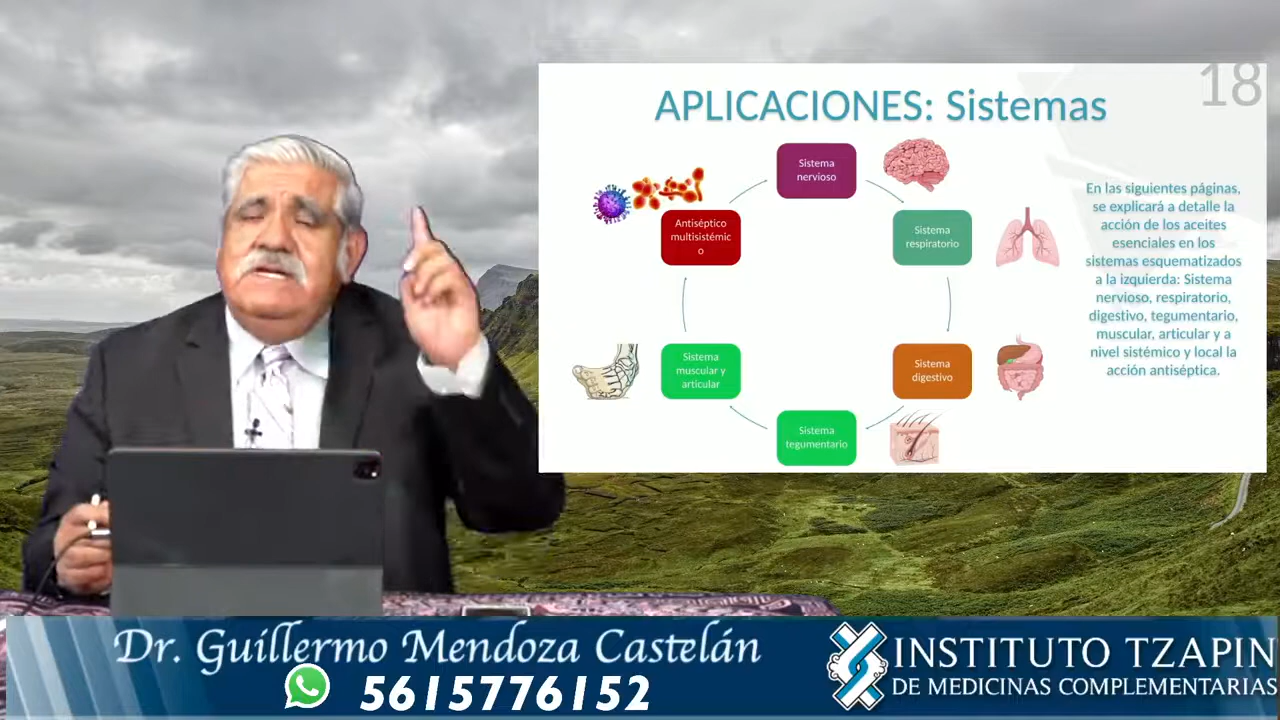 18
APLICACIONES: Sistemas
Sistema
nervioso
Sistema
respiratorio
Sistema
digestivo
Sistema
tegumentario
Sistema
muscular y
articular
Antiséptico
multisistémic
o
En las siguientes páginas,
se explicará a detalle la
acción de los aceites
esenciales en los
sistemas esquematizados
a la izquierda: Sistema
nervioso, respiratorio,
digestivo, tegumentario,
muscular, articular y a
nivel sistémico y local la
acción antiséptica.
Dr. Guillermo Mendoza Castelán
5615776152
INSTITUTO TZAPIN
DE MEDICINAS COMPLEMENTARIAS